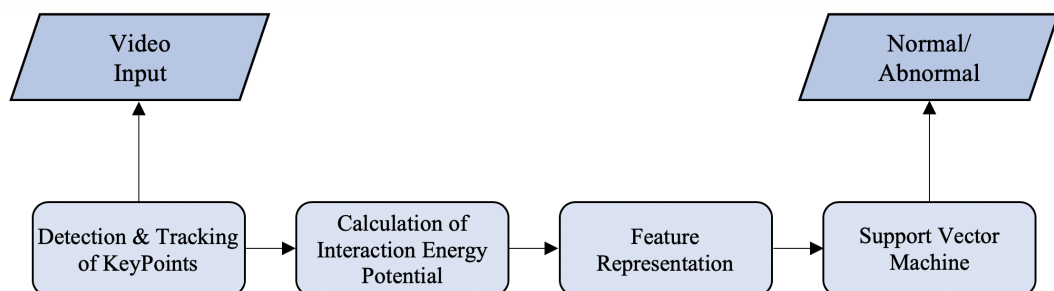 Video
Input
Normal/
Abnormal
Detection & Tracking
of KeyPoints
Calculation of
Interaction Energy
Potential
Feature
Representation
Support Vector
Machine